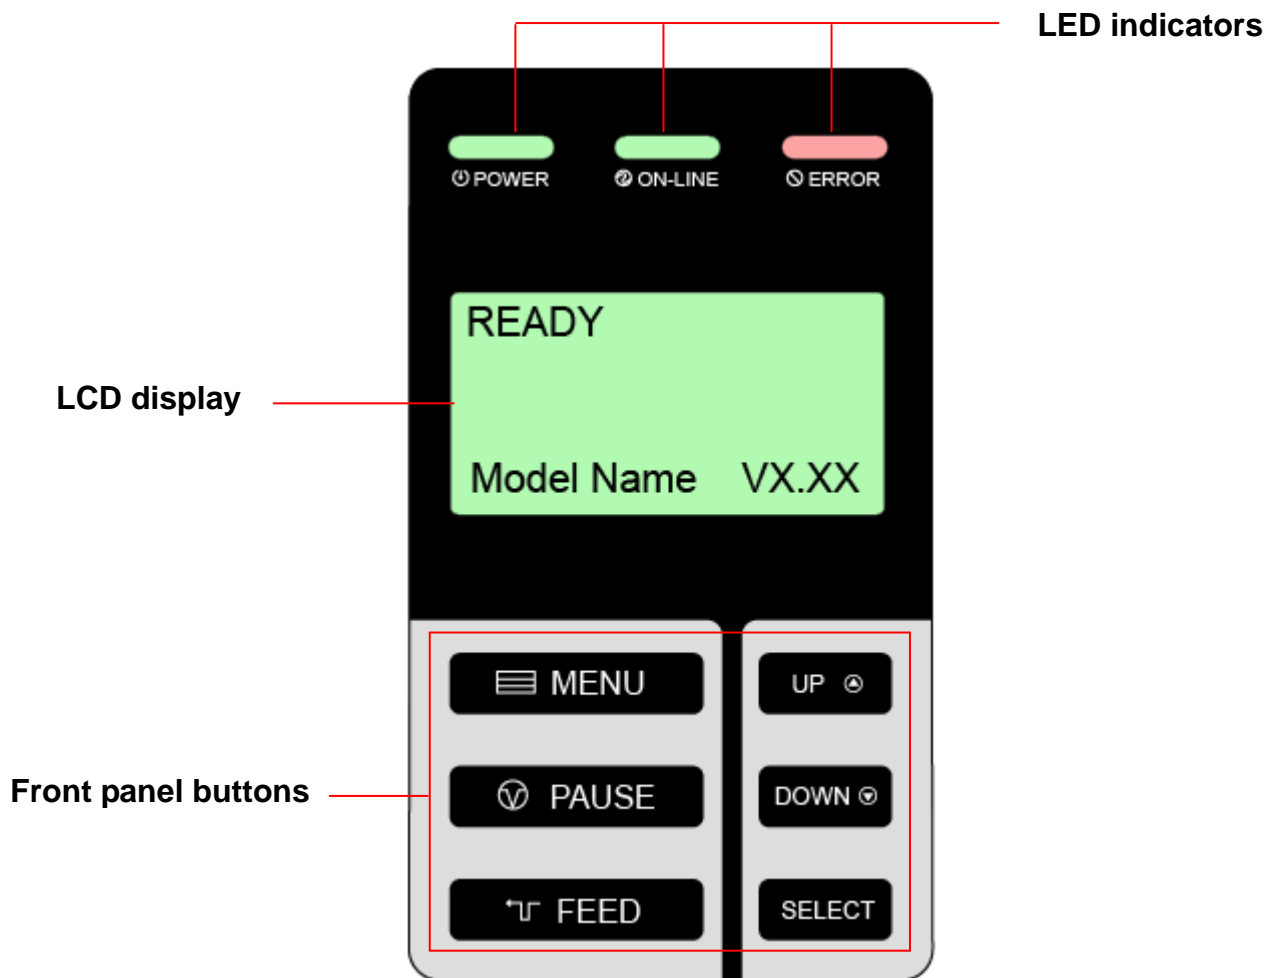 LED indicators
POWER
ON-LINE
ERROR
READY
LCD display
Model Name VX.XX
MENU
UP
Front panel buttons
PAUSE
DOWN
FEED
SELECT